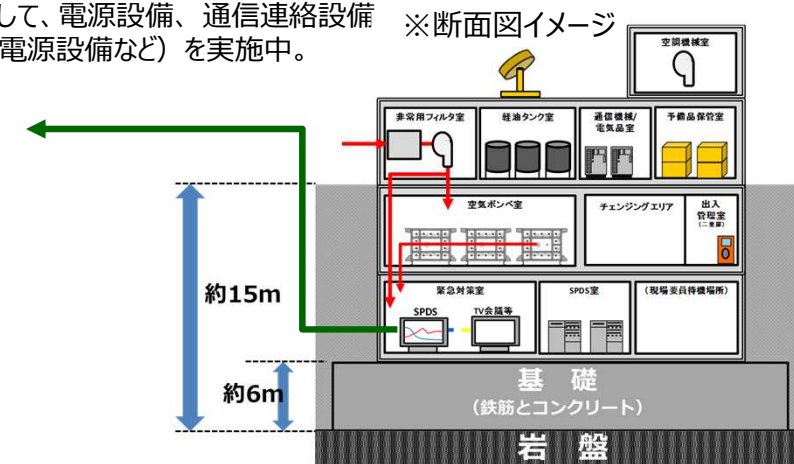 して、電源設備、通信連絡設備
電源設備など）を実施中。
※断面図イメージ
空調機械室
非常用フィルタ室
軽油タンク室
通信機械/
電気品室
予備品保管室
空気ボンベ室
チェンジングエリア
出入
管理室
(二重扉)
約15m
緊急対策室
SPDS室
(現場要員待機場所)
SPDS
TV会議等
約6m
基 礎
（鉄筋とコンクリート）
岩 盤